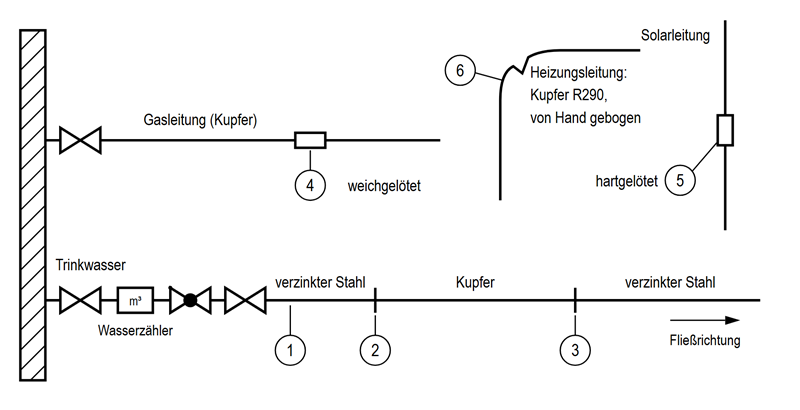 Solarleitung
6
Heizungsleitung:
Kupfer R290,
von Hand gebogen
Gasleitung (Kupfer)
4
weichgelötet
hartgelötet
5
Trinkwasser
m³
Wasserzähler
verzinkter Stahl
Kupfer
verzinkter Stahl
1
2
3
Fließrichtung